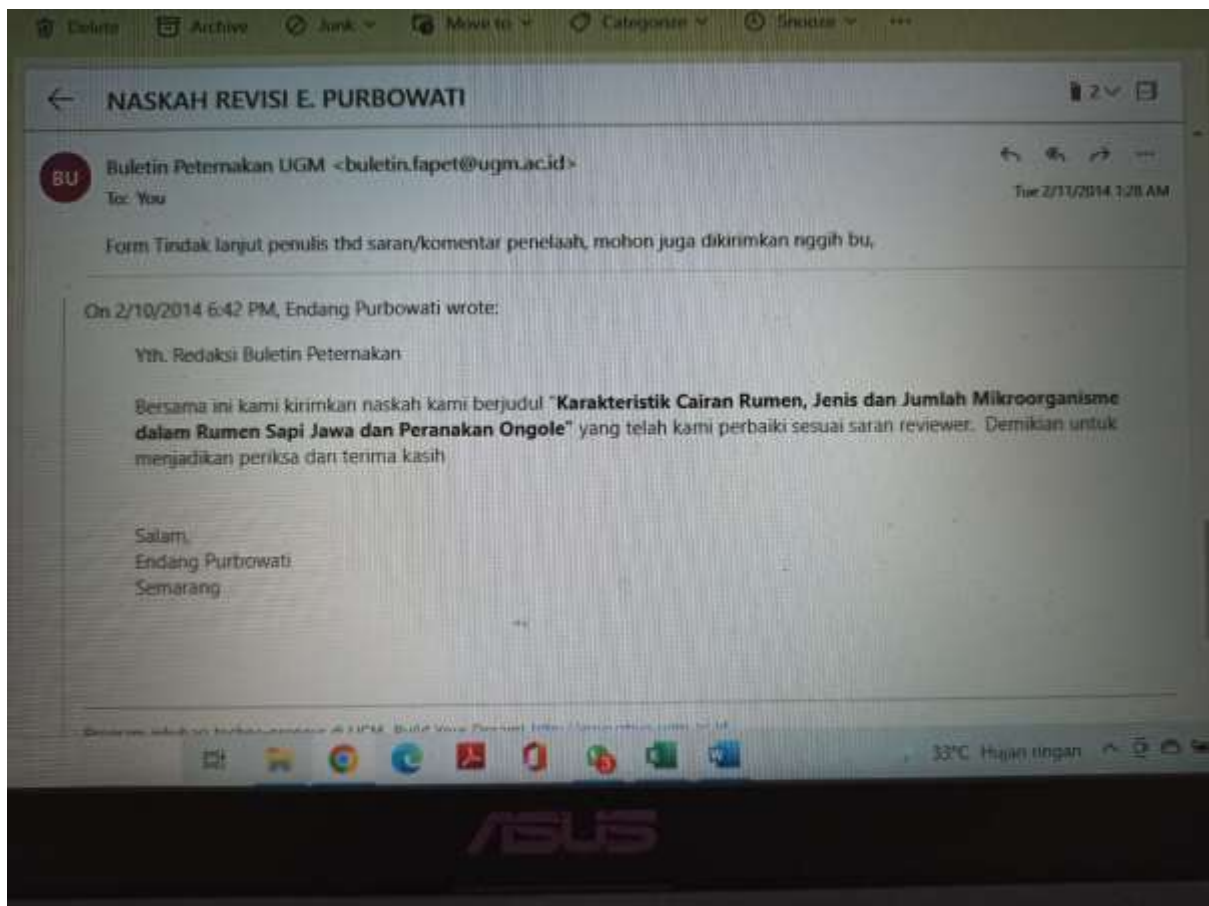 Delete Archive Junk Move to Categorize Snooze
NASKAH REVISI E. PURBOWATI
2
BU
Buletin Peternakan UGM <buletin.fapet@ugm.ac.id>
To: You
Tue 2/11/2014 1:28 AM
Form Tindak lanjut penulis thd saran/komentar penelaah, mohon juga dikirimkan nggih bu,
On 2/10/2014 6:42 PM, Endang Purbowati wrote:
Yth. Redaksi Buletin Peternakan
Bersama ini kami kirimkan naskah kami berjudul "Karakteristik Cairan Rumen, Jenis dan Jumlah Mikroorganisme
dalam Rumen Sapi Jawa dan Peranakan Ongole" yang telah kami perbaiki sesuai saran reviewer. Demikian untuk
menjadikan periksa dan terima kasih
Salam,
Endang Purbowati
Semarang
33°C Hujan ringan
ASUS